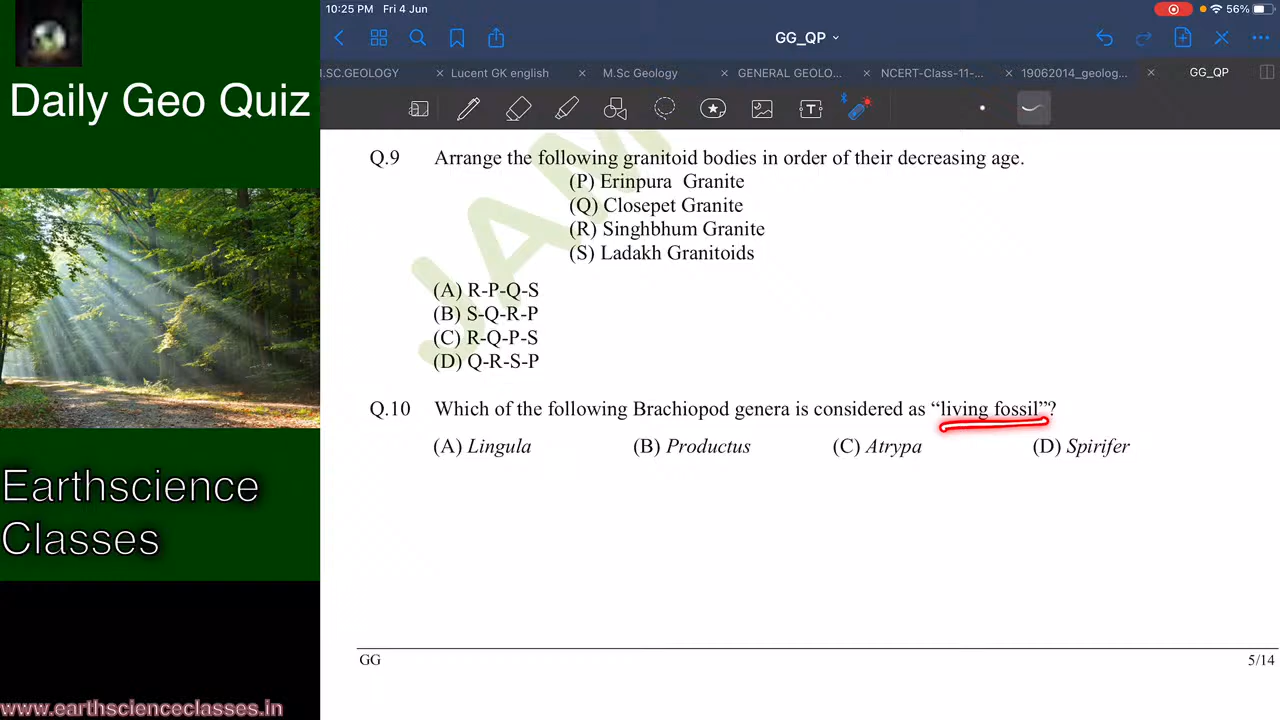 10:25 PM Fri 4 Jun
56%
GG_QP
I.SC.GEOLOGY
Lucent GK english
M.Sc Geology
GENERAL GEOLO...
NCERT-Class-11-...
19062014_geolog...
GG_QP
Daily Geo Quiz
Earthscience
Classes
www.earthscienceclasses.in
JAM
Q.9 Arrange the following granitoid bodies in order of their decreasing age.
(P) Erinpura Granite
(Q) Closepet Granite
(R) Singhbhum Granite
(S) Ladakh Granitoids
(A) R-P-Q-S
(B) S-Q-R-P
(C) R-Q-P-S
(D) Q-R-S-P
Q.10 Which of the following Brachiopod genera is considered as “living fossil”?
(A) Lingula (B) Productus (C) Atrypa (D) Spirifer
GG 5/14